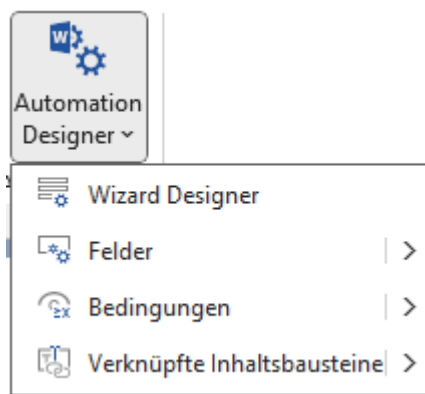 Automation
Designer
Wizard Designer
Felder
Bedingungen
Verknüpfte Inhaltsbausteine